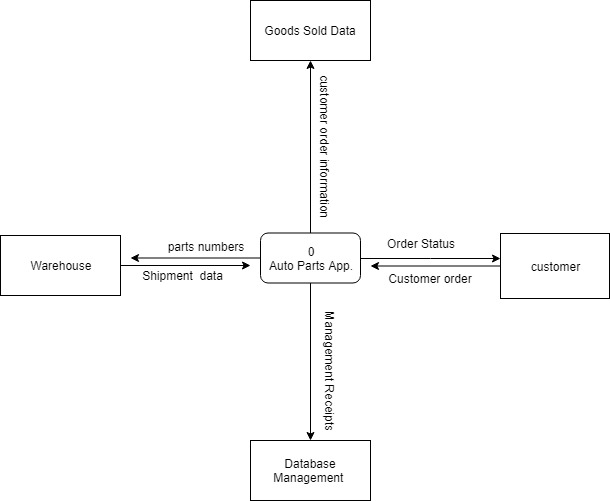 Goods Sold Data
customer order information
parts numbers
Order Status
0
Auto Parts App.
Warehouse
customer
Shipment data
Customer order
Management Receipts
Database
Management